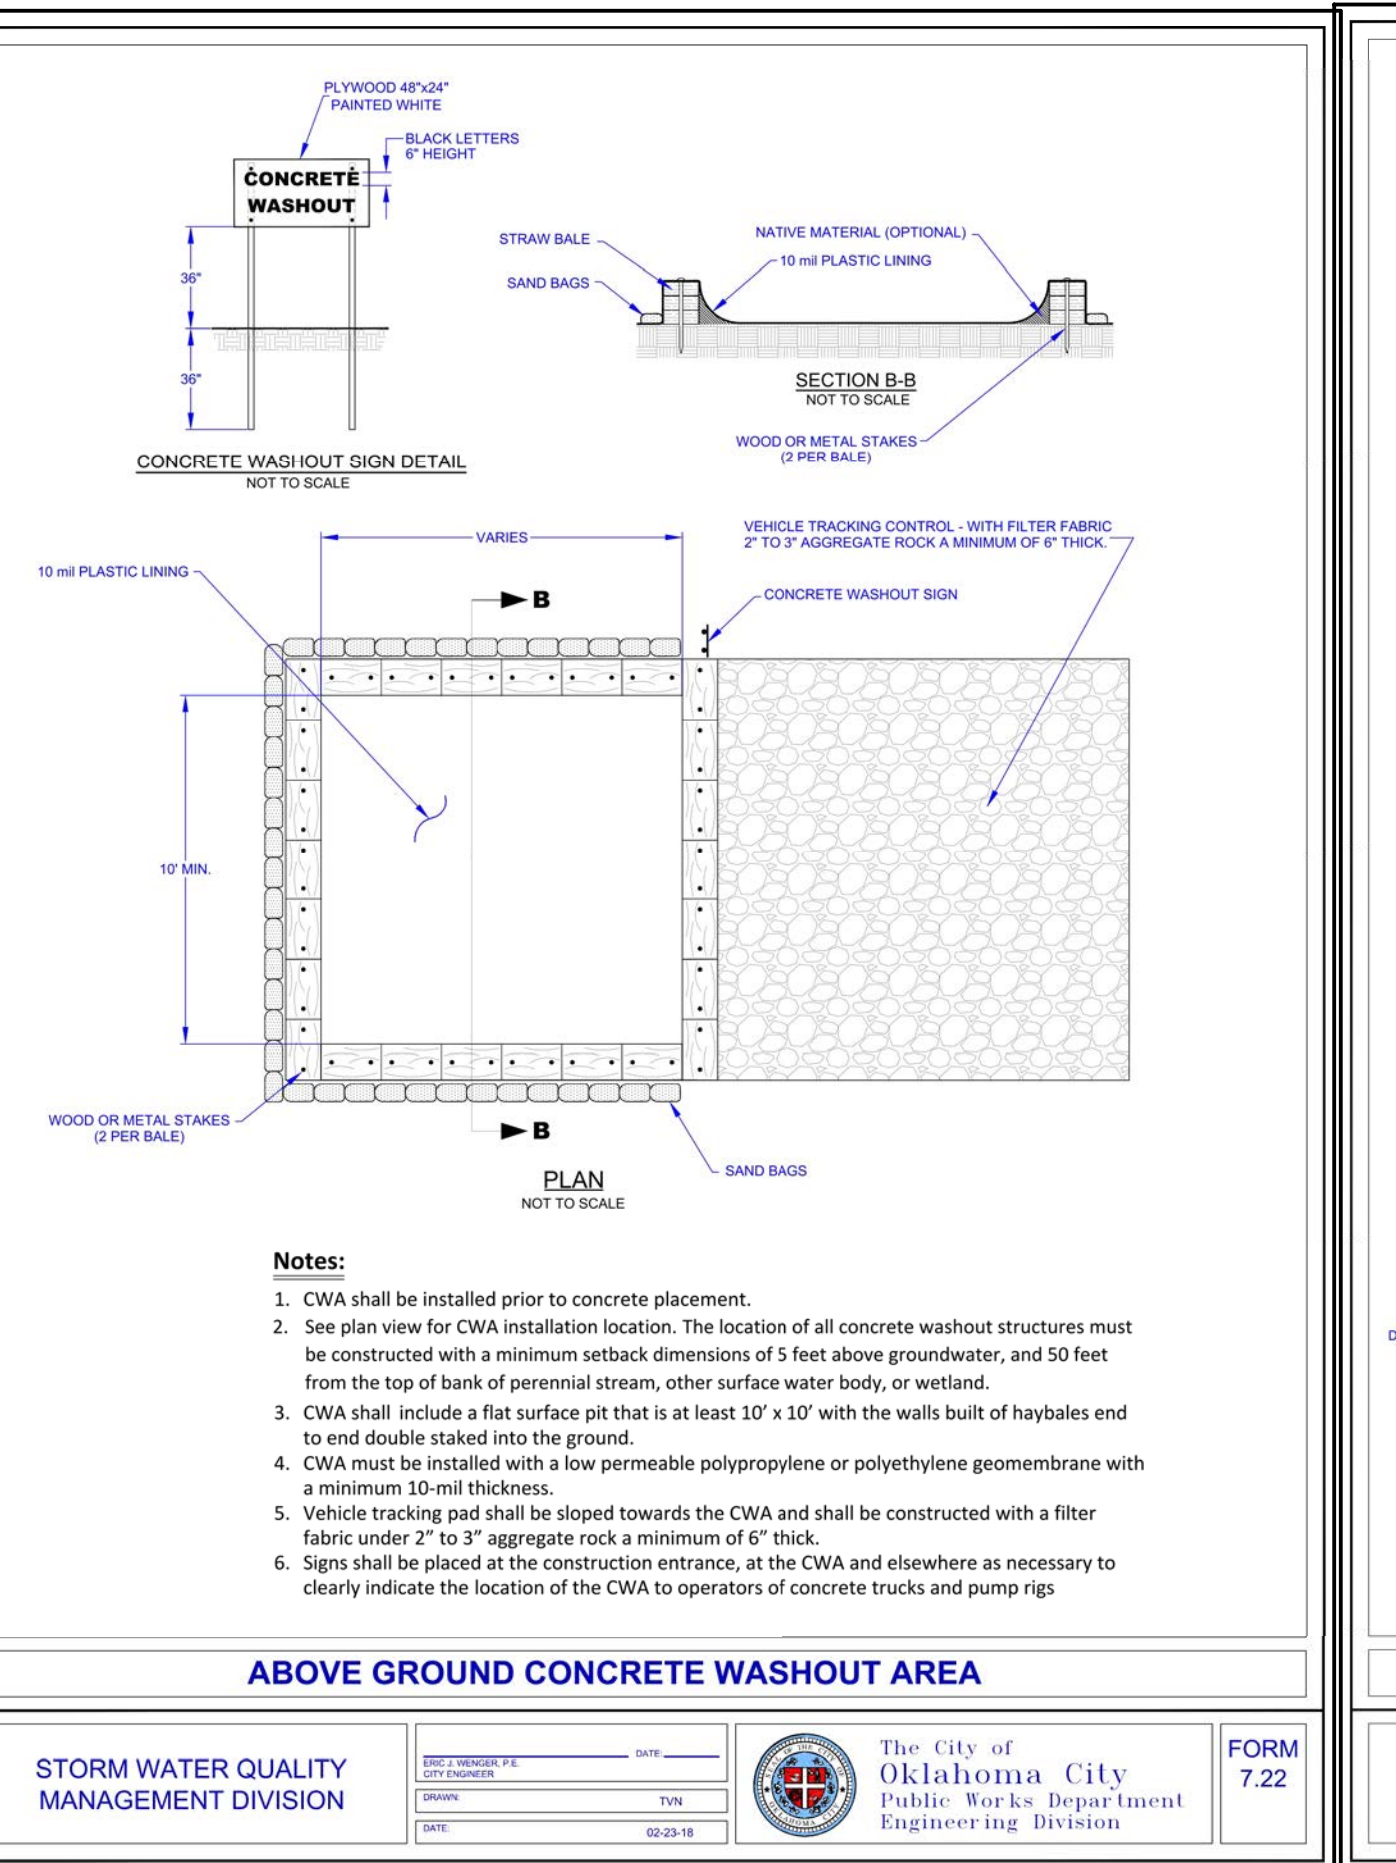 PLYWOOD 48"x24"
PAINTED WHITE
BLACK LETTERS
6" HEIGHT
CONCRETE
WASHOUT
36"
36"
CONCRETE WASHOUT SIGN DETAIL
NOT TO SCALE
STRAW BALE
NATIVE MATERIAL (OPTIONAL)
10 mil PLASTIC LINING
SAND BAGS
SECTION B-B
NOT TO SCALE
WOOD OR METAL STAKES
(2 PER BALE)
VARIES
VEHICLE TRACKING CONTROL - WITH FILTER FABRIC
2" TO 3" AGGREGATE ROCK A MINIMUM OF 6" THICK.
10 mil PLASTIC LINING
B
CONCRETE WASHOUT SIGN
10' MIN.
WOOD OR METAL STAKES
(2 PER BALE)
B
SAND BAGS
PLAN
NOT TO SCALE
Notes:
1. CWA shall be installed prior to concrete placement.
2. See plan view for CWA installation location. The location of all concrete washout structures must
be constructed with a minimum setback dimensions of 5 feet above groundwater, and 50 feet
from the top of bank of perennial stream, other surface water body, or wetland.
3. CWA shall include a flat surface pit that is at least 10’ x 10’ with the walls built of haybales end
to end double staked into the ground.
4. CWA must be installed with a low permeable polypropylene or polyethylene geomembrane with
a minimum 10-mil thickness.
5. Vehicle tracking pad shall be sloped towards the CWA and shall be constructed with a filter
fabric under 2” to 3” aggregate rock a minimum of 6” thick.
6. Signs shall be placed at the construction entrance, at the CWA and elsewhere as necessary to
clearly indicate the location of the CWA to operators of concrete trucks and pump rigs
ABOVE GROUND CONCRETE WASHOUT AREA
STORM WATER QUALITY
MANAGEMENT DIVISION
DATE:
ERIC J. WENGER, P.E.
CITY ENGINEER
DRAWN: TVN
DATE: 02-23-18
The City of
Oklahoma City
Public Works Department
Engineering Division
FORM
7.22